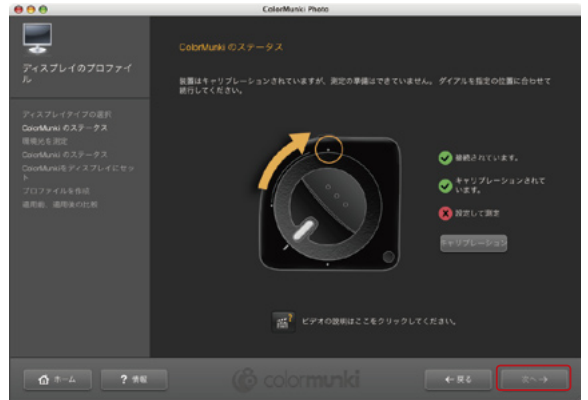 ColorMunki Photo
ディスプレイのプロファイ
ル
ColorMunki のステータス
装置はキャリブレーションされていますが、測定の準備はできていません。 ダイアルを指定の位置に合わせて
続行してください。
ディスプレイタイプの選択
ColorMunki のステータス
環境光を測定
ColorMunki のステータス
ColorMunkiをディスプレイにセッ
ト
プロファイルを作成
適用前、適用後の比較
接続されています。
キャリブレーションされて
います。
設定して測定
キャリブレーション
ビデオの説明はここをクリックしてください。
ホーム
? 情報
colormunki
←戻る
次へ→